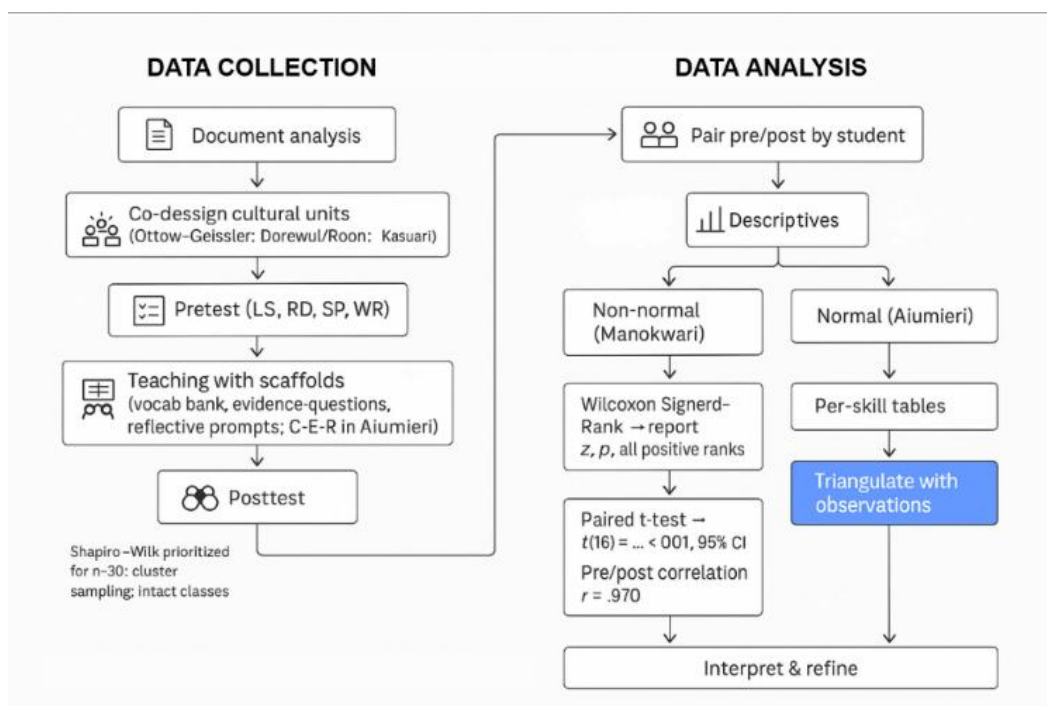 DATA COLLECTION
Document analysis
Co-dessign cultural units
(Ottow–Geissler: Dorewul/Roon: Kasuari)
Pretest (LS, RD, SP, WR)
Teaching with scaffolds
(vocab bank, evidence-questions,
reflective prompts; C-E-R in Aiumieri)
Posttest
Shapiro–Wilk prioritized
for n–30: cluster
sampling; intact classes
DATA ANALYSIS
Pair pre/post by student
Descriptives
Non-normal
(Manokwari)
Wilcoxon Signerd–
Rank → report
z, p, all positive ranks
Paired t-test →
t(16) = ... < 001, 95% CI
Pre/post correlation
r = .970
Normal (Aiumieri)
Per-skill tables
Triangulate with
observations
Interpret & refine